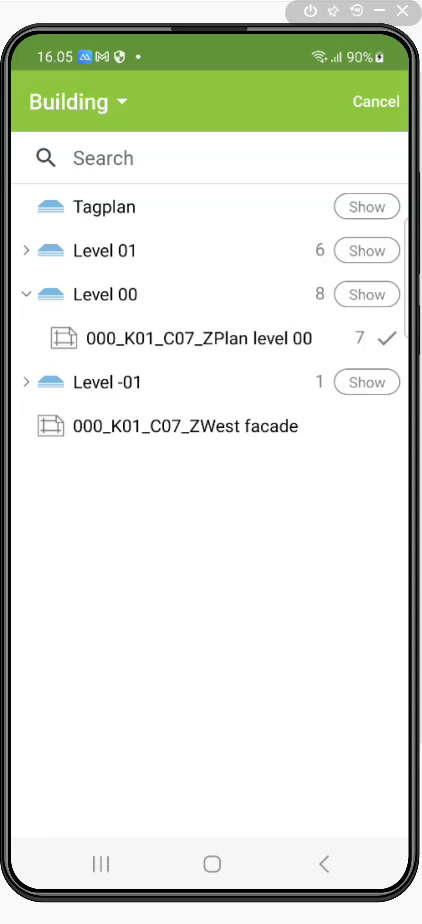 16.05 90%
Building Cancel
Search
Tagplan Show
Level 01 6 Show
Level 00 8 Show
000_K01_C07_ZPlan level 00 7
Level -01 1 Show
000_K01_C07_ZWest facade